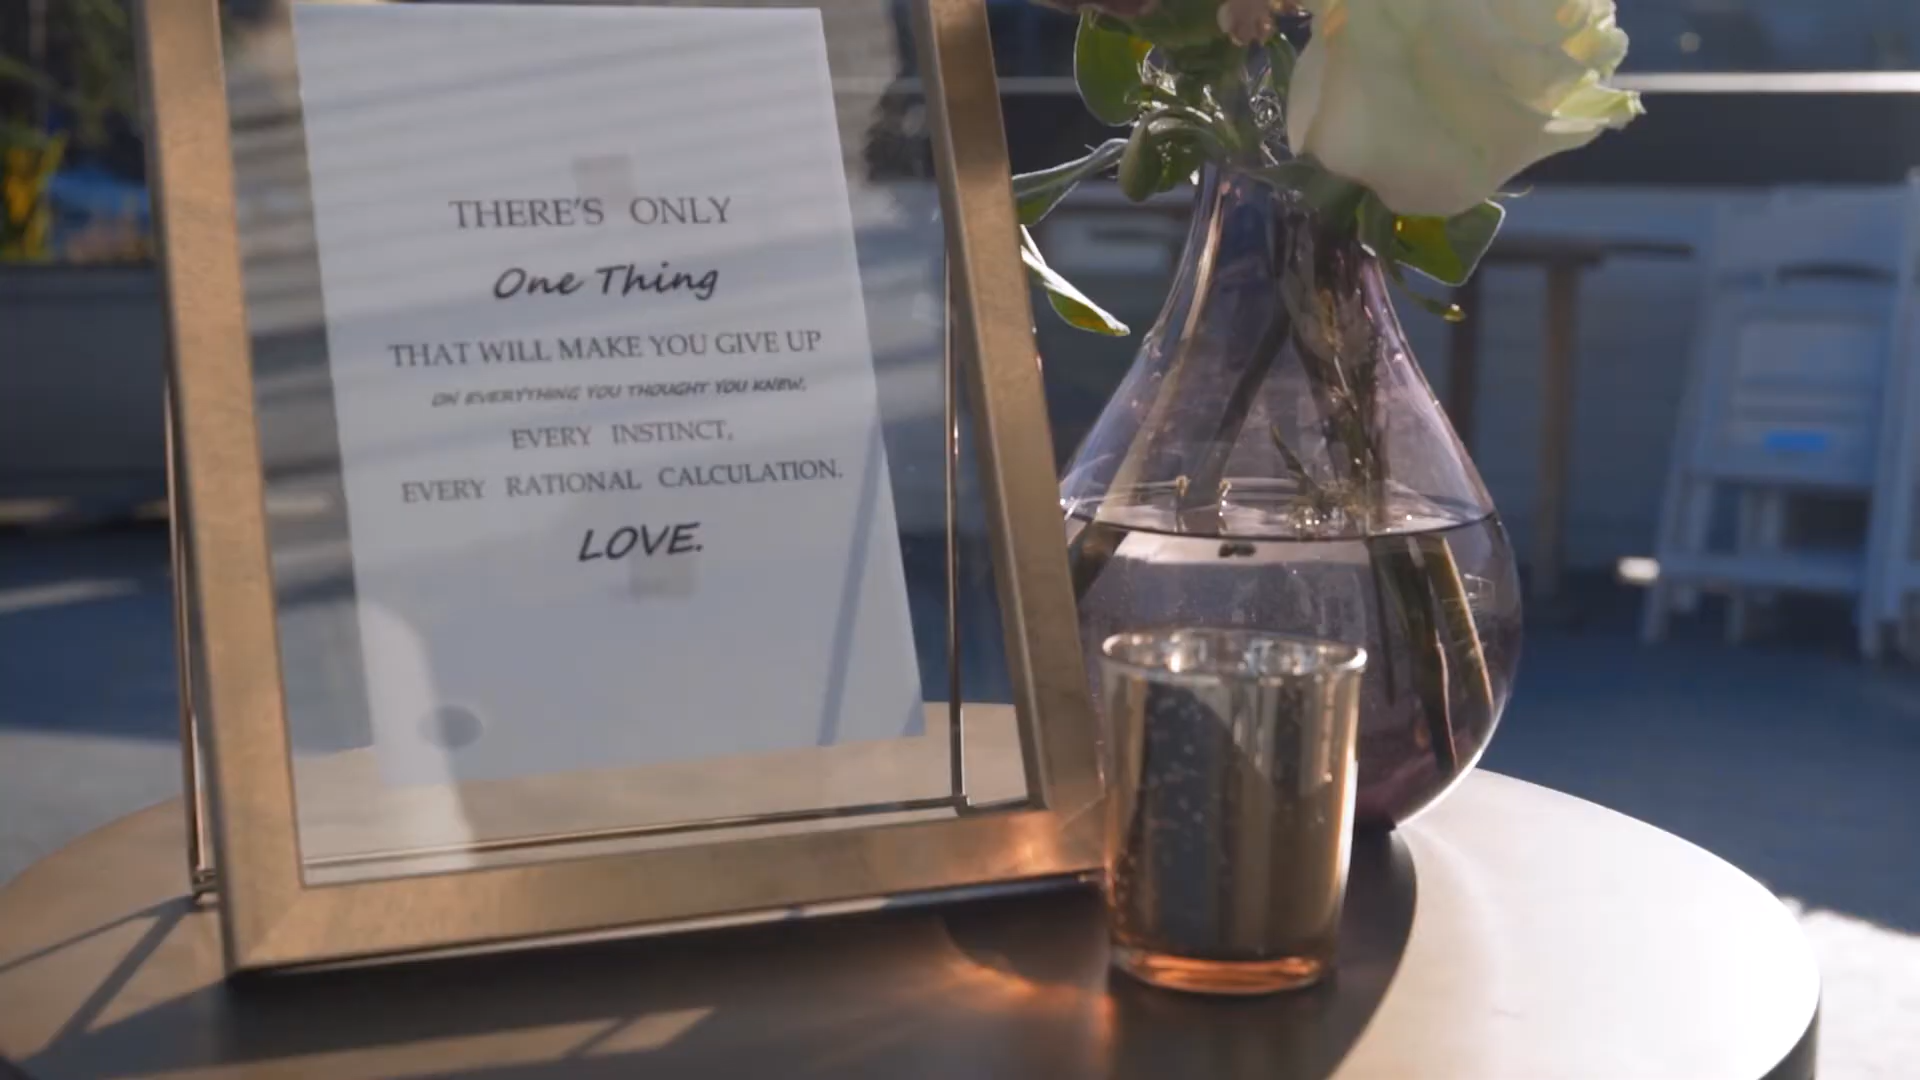 THERE'S ONLY
One Thing
THAT WILL MAKE YOU GIVE UP
ON EVERYTHING YOU THOUGHT YOU KNEW,
EVERY INSTINCT,
EVERY RATIONAL CALCULATION.
LOVE.